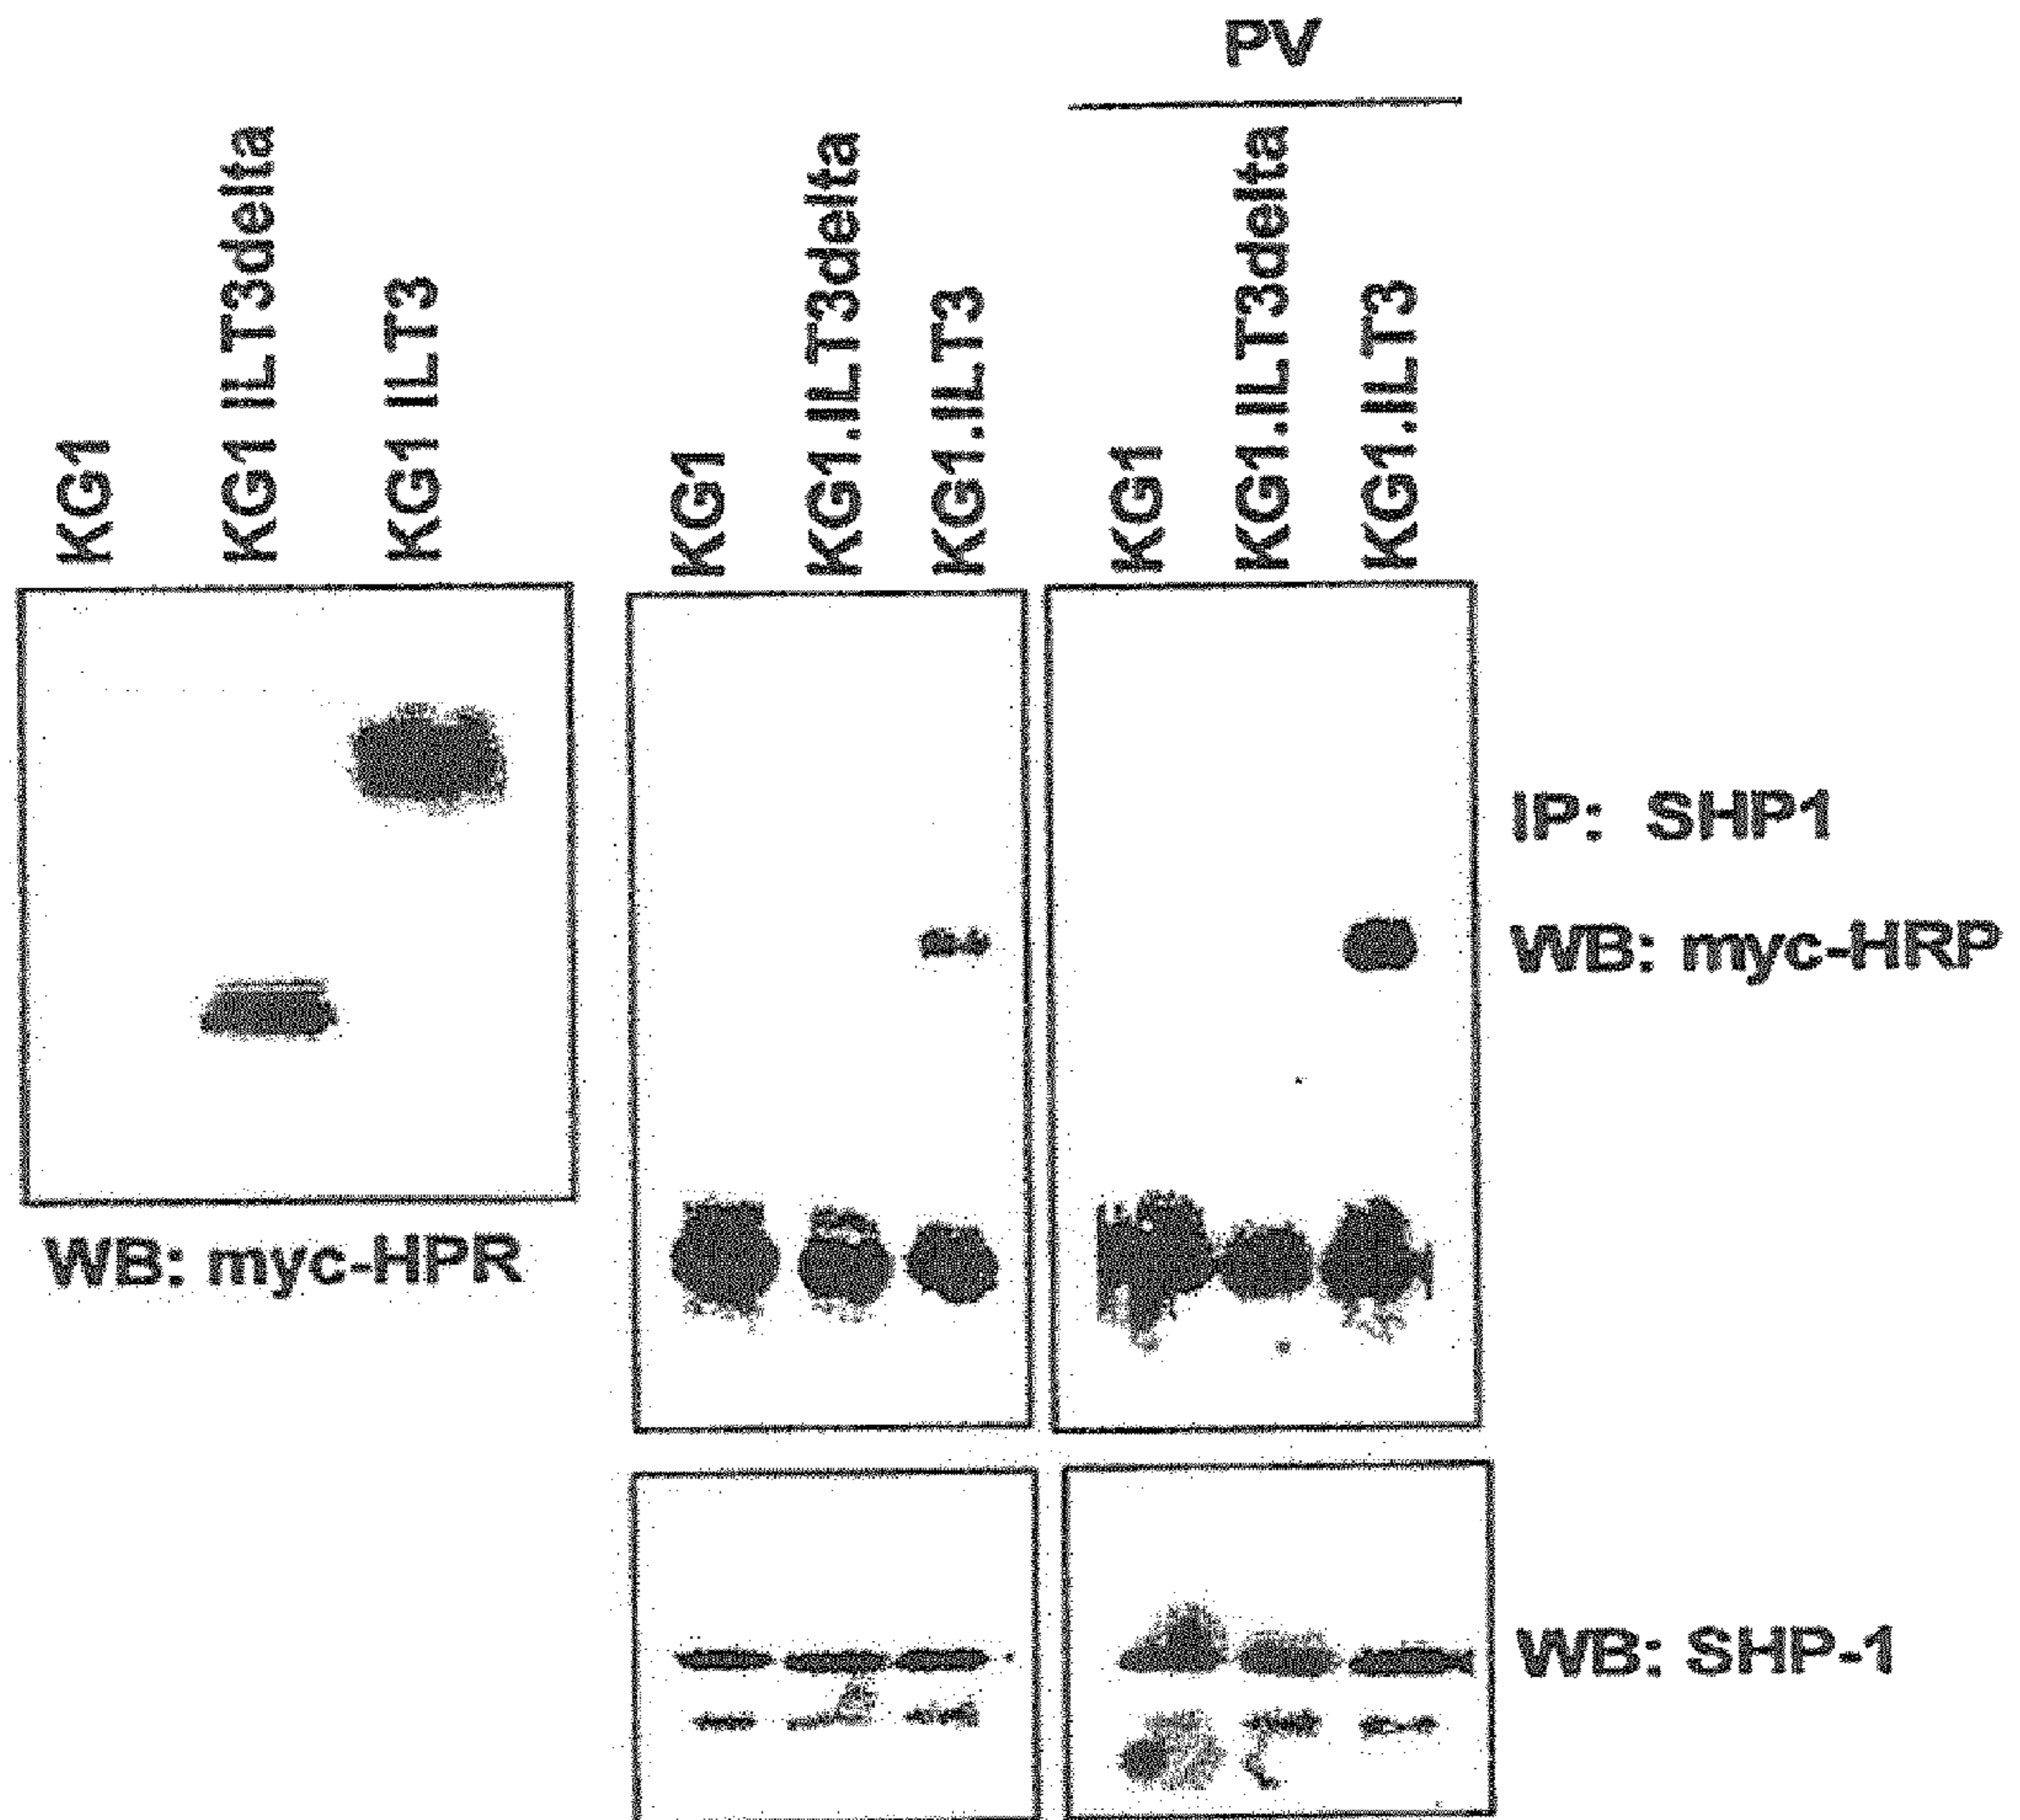 PV
KG1
KG1 ILT3delta
KG1 ILT3
KG1
KG1.ILT3delta
KG1.ILT3
KG1
KG1.ILT3delta
KG1.ILT3
IP: SHP1
WB: myc-HRP
WB: myc-HPR
WB: SHP-1